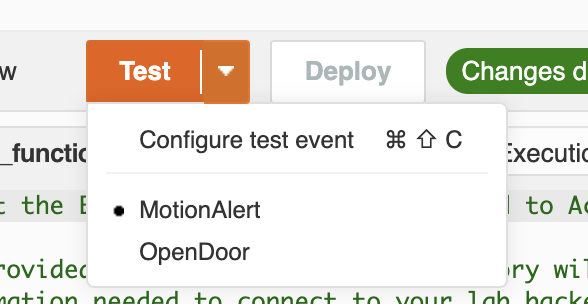 w Test Deploy Changes d
Configure test event ⌘ ⇧ C
_functio Executio
MotionAlert
t the E d to Ac
OpenDoor
rovided ory wil
mation needed to connect to your lab backe